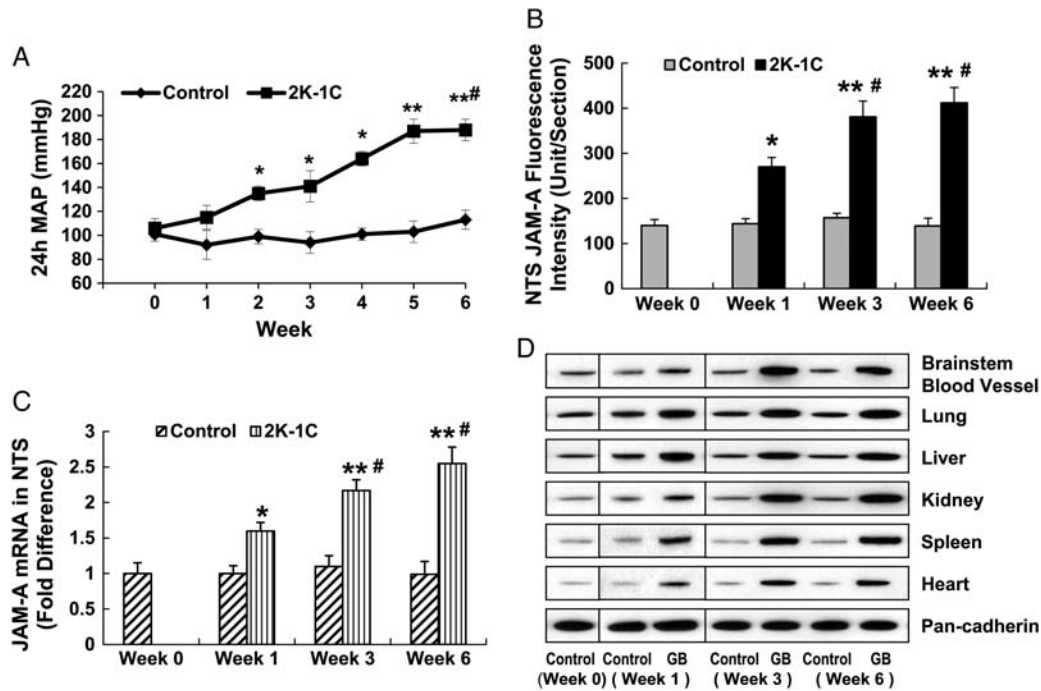 A
Control 2K-1C
220
200
180
160
140
120
100
80
60
24h MAP (mmHg)
* * * ** **#
0 1 2 3 4 5 6
Week
B
Control 2K-1C
500
400
300
200
100
0
NTS JAM-A Fluorescence
Intensity (Unit/Section)
* ** # ** #
Week 0 Week 1 Week 3 Week 6
C
Control 2K-1C
3
2.5
2
1.5
1
0.5
0
JAM-A mRNA in NTS
(Fold Difference)
* ** # ** #
Week 0 Week 1 Week 3 Week 6
D
Brainstem
Blood Vessel
Lung
Liver
Kidney
Spleen
Heart
Pan-cadherin
Control Control GB Control GB Control GB
(Week 0) ( Week 1 ) ( Week 3 ) ( Week 6 )